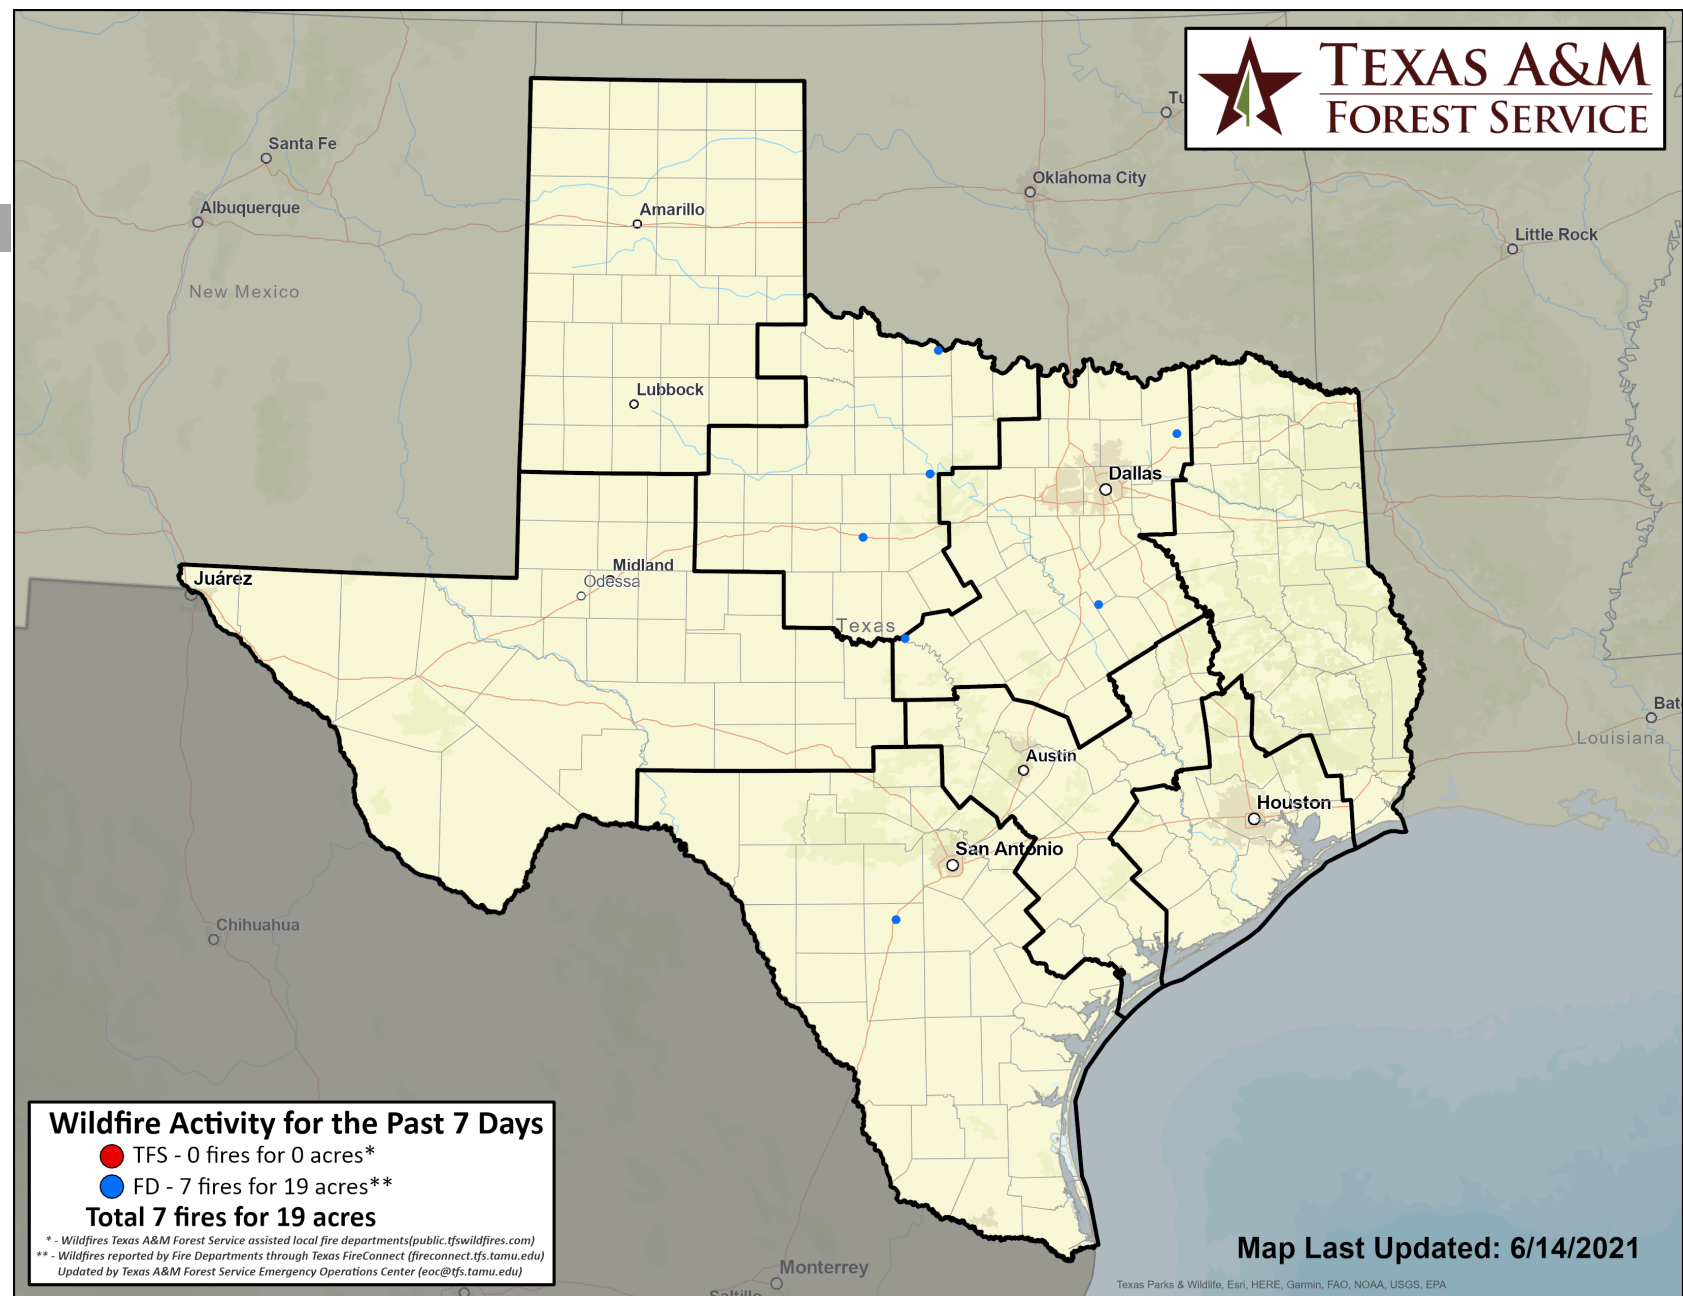 TEXAS A&M
FOREST SERVICE
Tu
Santa Fe
Oklahoma City
Albuquerque
Amarillo
Little Rock
New Mexico
Lubbock
Dallas
Midland
Odessa
Juárez
Texas
Bat
Louisiana
Austin
Houston
San Antonio
Chihuahua
Wildfire Activity for the Past 7 Days
TFS - 0 fires for 0 acres*
FD - 7 fires for 19 acres**
Total 7 fires for 19 acres
* - Wildfires Texas A&M Forest Service assisted local fire departments(public.tfswildfires.com)
** - Wildfires reported by Fire Departments through Texas FireConnect (fireconnect.tfs.tamu.edu)
Updated by Texas A&M Forest Service Emergency Operations Center (eoc@tfs.tamu.edu)
Map Last Updated: 6/14/2021
Monterrey
Saltillo
Texas Parks & Wildlife, Esri, HERE, Garmin, FAO, NOAA, USGS, EPA